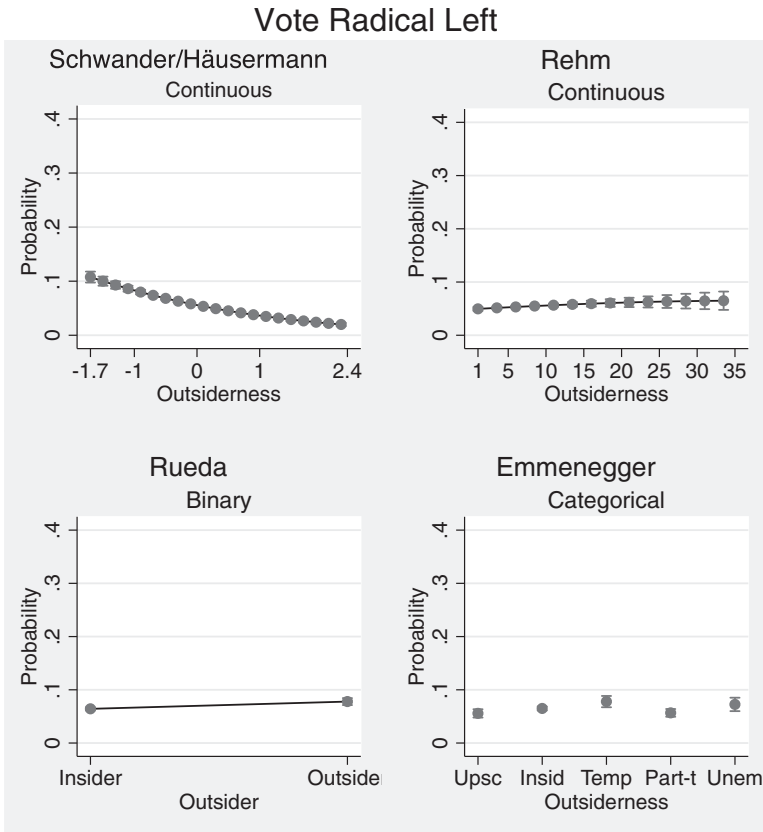 Vote Radical Left
Schwander/Häusermann
Continuous
.4
.3
.2
.1
0
Probability
-1.7 -1 0 1 2.4
Outsiderness
Rehm
Continuous
.4
.3
.2
.1
0
Probability
1 5 10 15 20 25 30 35
Outsiderness
Rueda
Binary
.4
.3
.2
.1
0
Probability
Insider Outside
Outsider
Emmenegger
Categorical
.4
.3
.2
.1
0
Probability
Upsc Insid Temp Part-t Unem
Outsiderness